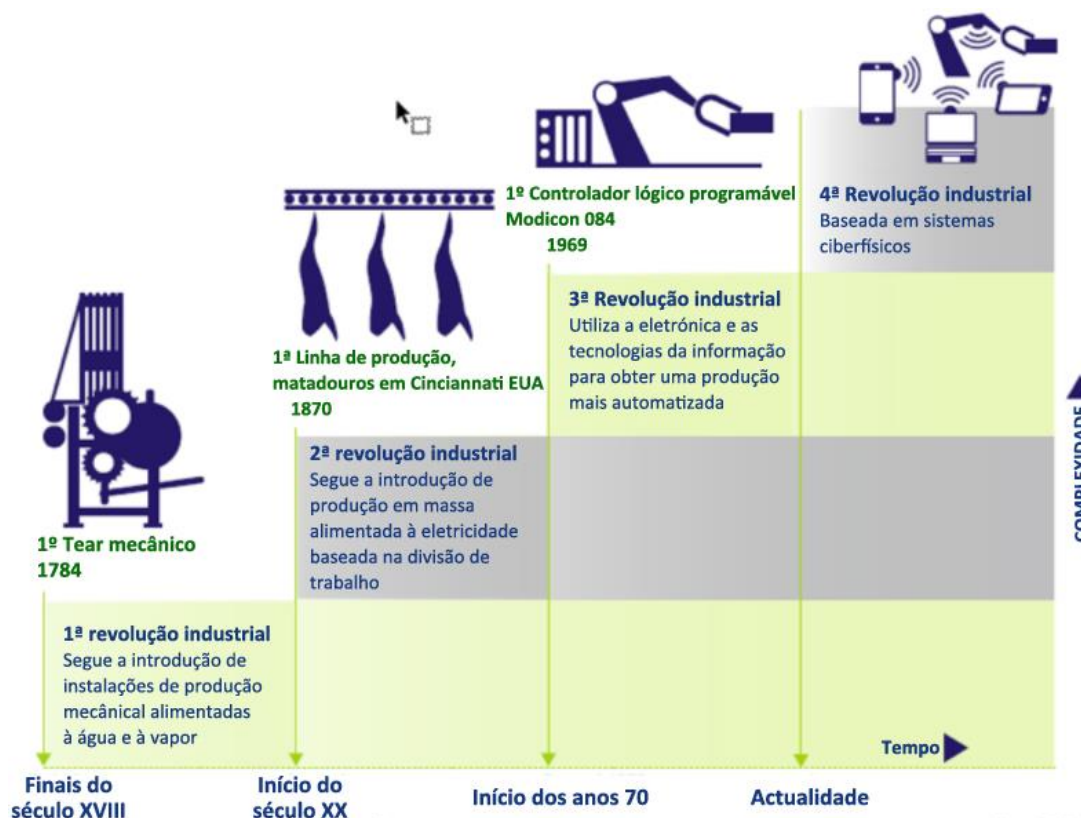 1º Tear mecânico
1784
1ª Linha de produção,
matadouros em Cinciannati EUA
1870
1º Controlador lógico programável
Modicon 084
1969
1ª revolução industrial
Segue a introdução de
instalações de produção
mecânical alimentadas
à água e à vapor
2ª revolução industrial
Segue a introdução de
produção em massa
alimentada à eletricidade
baseada na divisão de
trabalho
3ª Revolução industrial
Utiliza a eletrónica e as
tecnologias da informação
para obter uma produção
mais automatizada
4ª Revolução industrial
Baseada em sistemas
ciberfísicos
COMPLEXIDADE
Tempo
Finais do
século XVIII
Início do
século XX
Início dos anos 70
Actualidade